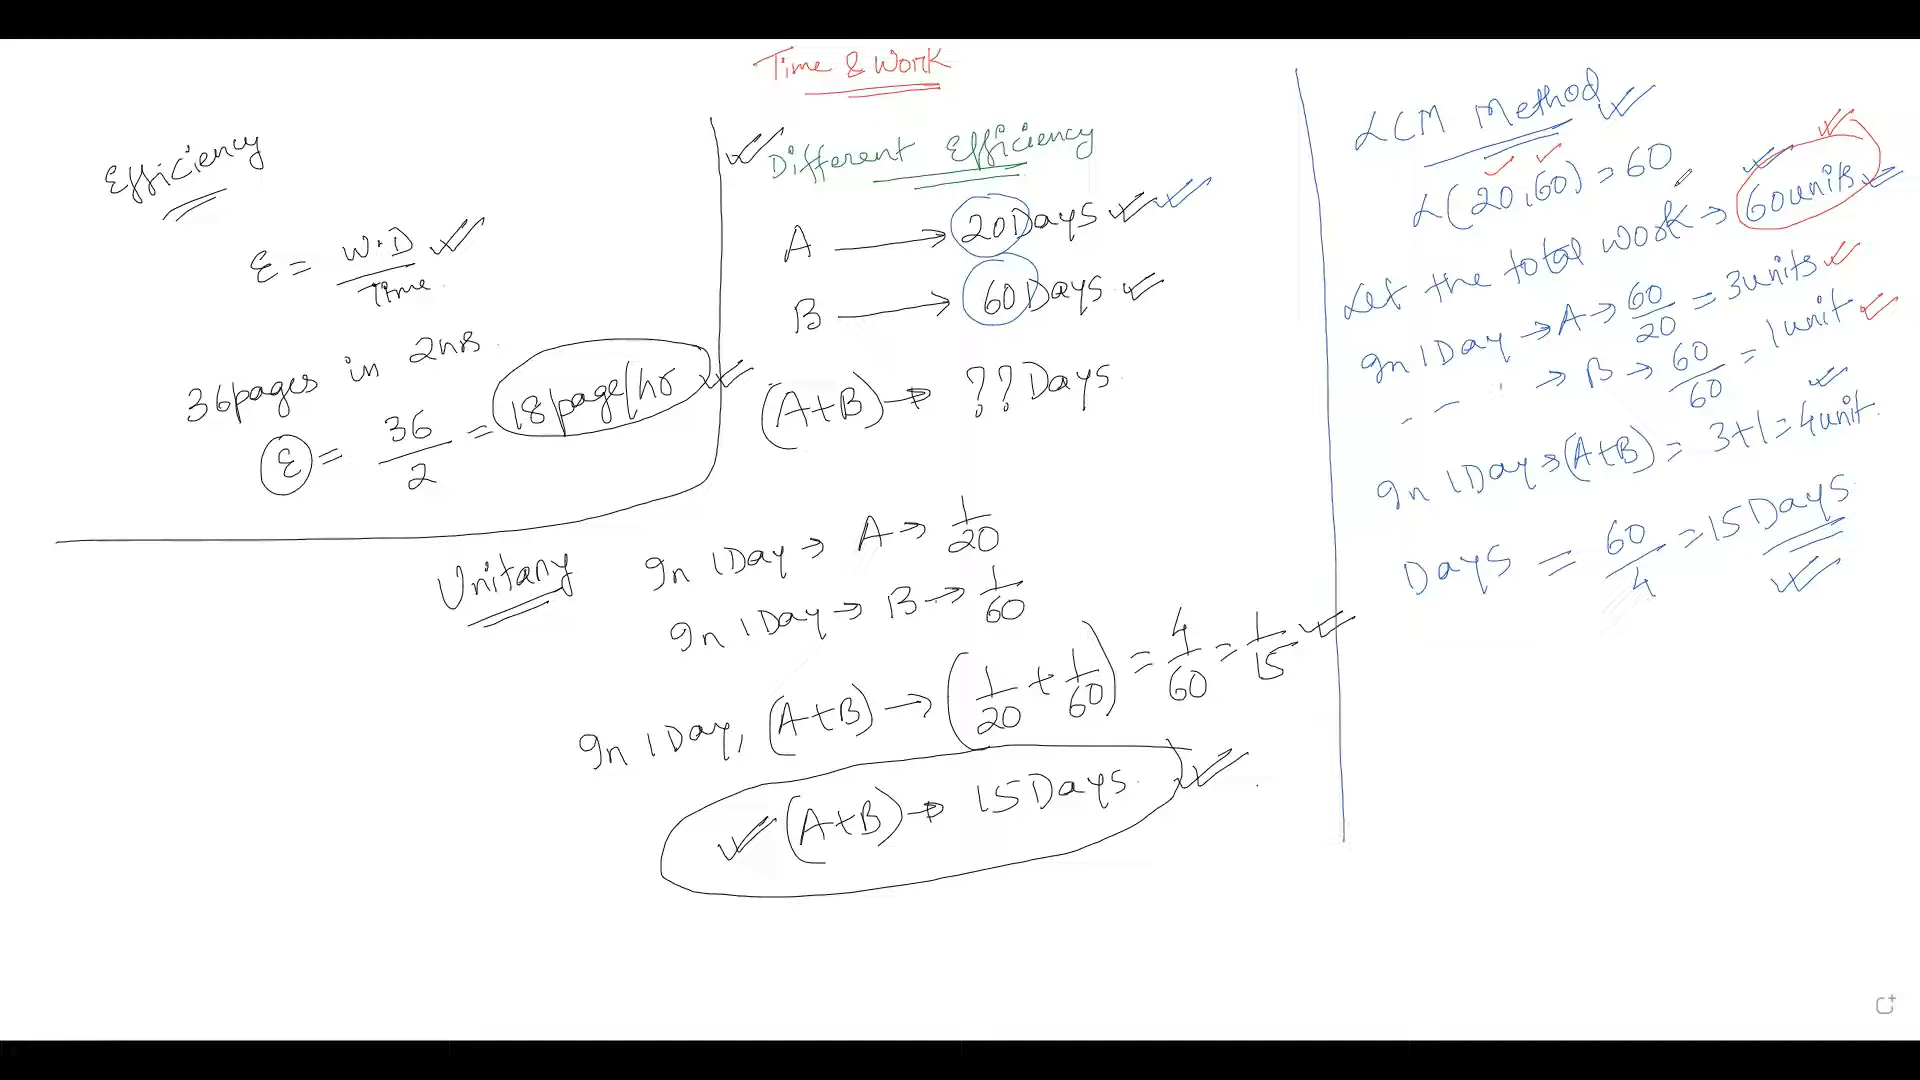 Time & Work
Efficiency
E = W.D / Time
36pages in 2hrs.
E = 36/2 = 18page/hr
Different Efficiency
A → 20Days
B → 60Days
(A+B) → ??Days
Unitary
In 1Day → A → 1/20
In 1Day → B → 1/60
In 1Day, (A+B) → (1/20 + 1/60) = 4/60 = 1/15
(A+B) → 15Days.
LCM Method
L(20,60) = 60
Let the total work → 60units
In 1Day → A → 60/20 = 3units
- - - - → B → 60/60 = 1unit
In 1Day → (A+B) = 3+1 = 4unit.
Days = 60/4 = 15Days